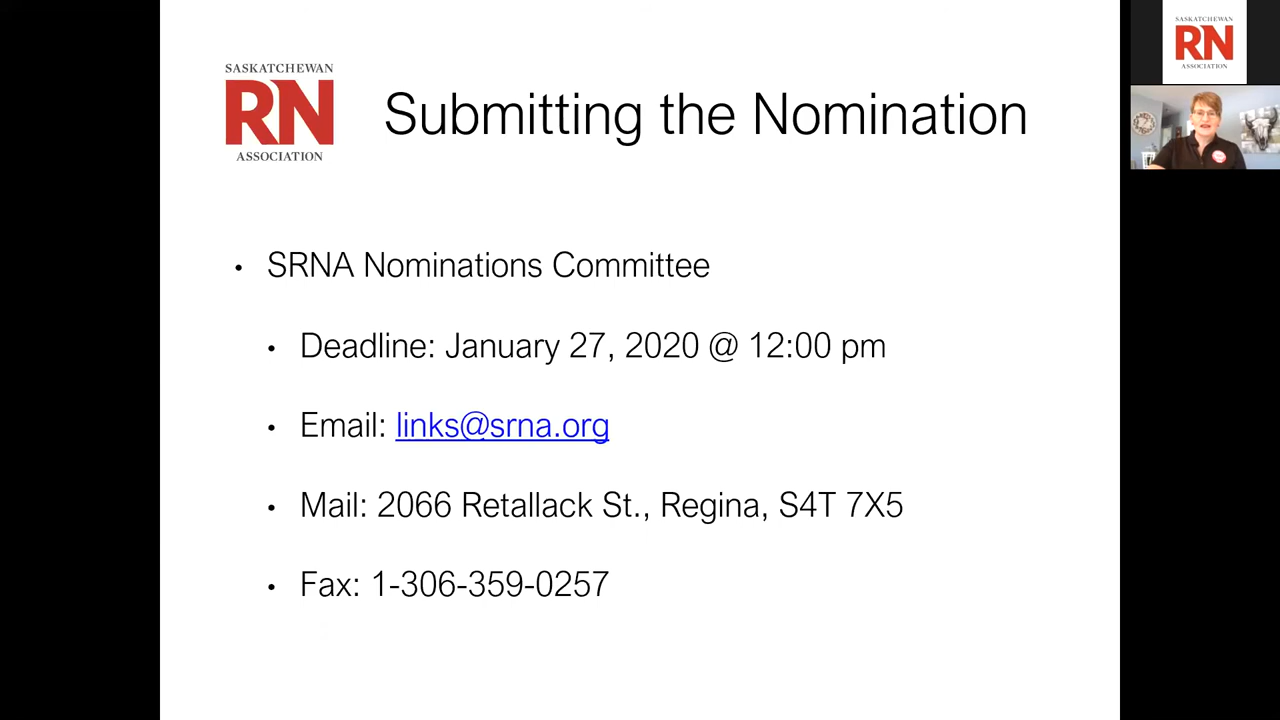 SASKATCHEWAN
RN
ASSOCIATION
Submitting the Nomination
• SRNA Nominations Committee
• Deadline: January 27, 2020 @ 12:00 pm
• Email: links@srna.org
• Mail: 2066 Retallack St., Regina, S4T 7X5
• Fax: 1-306-359-0257
SASKATCHEWAN
RN
ASSOCIATION